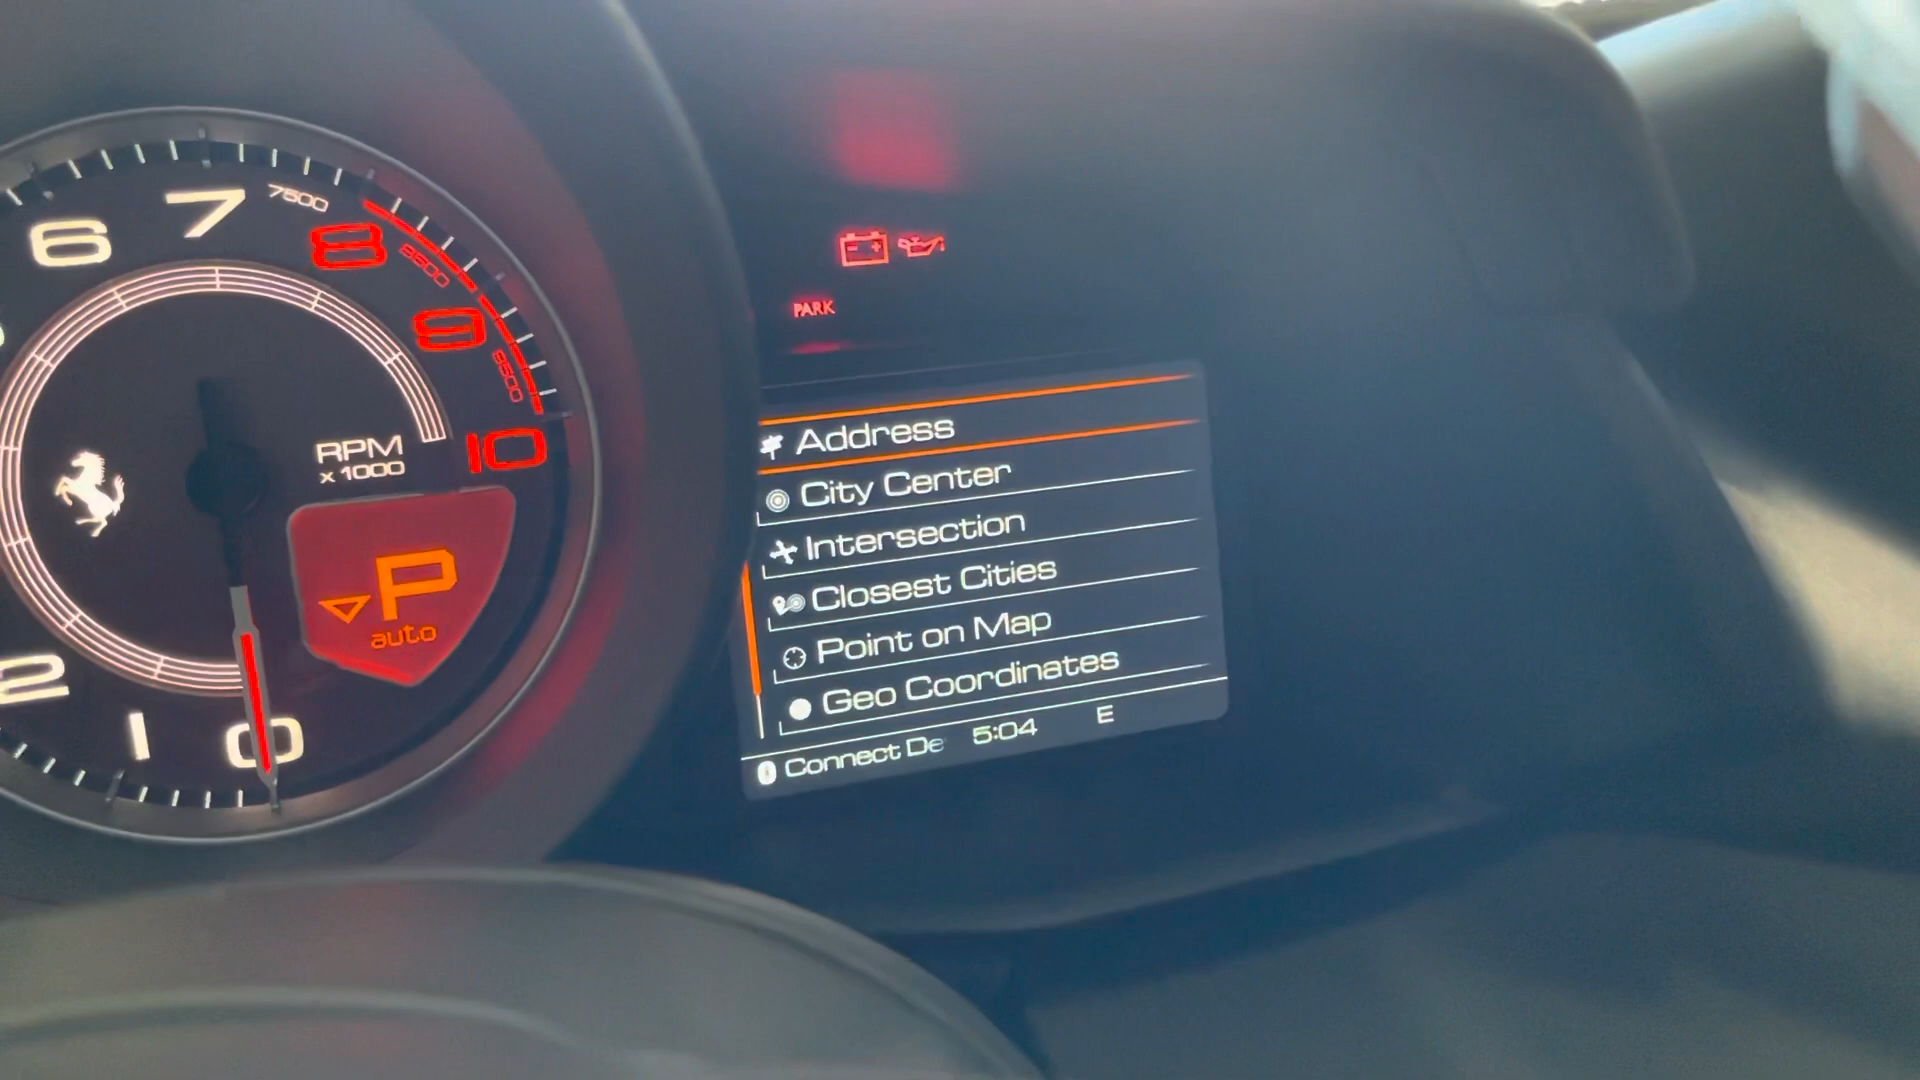 6
7
7500
8
8500
9
9500
10
RPM
x 1000
P
auto
2
1
0
PARK
Address
City Center
Intersection
Closest Cities
Point on Map
Geo Coordinates
Connect De 5:04 E